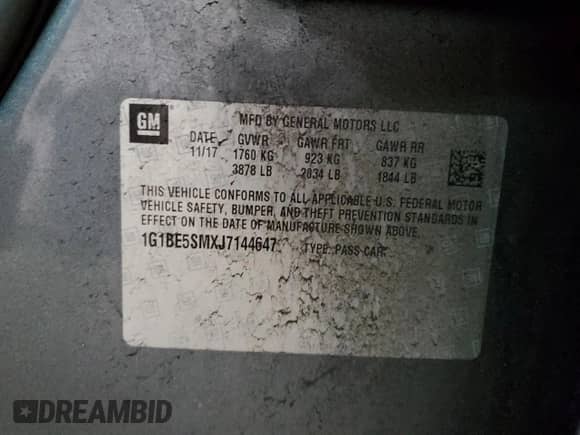 GM
MFD BY GENERAL MOTORS LLC
DATE GVWR GAWR FRT GAWR RR
11/17 1760 KG 923 KG 837 KG
3878 LB 2034 LB 1844 LB
THIS VEHICLE CONFORMS TO ALL APPLICABLE U.S. FEDERAL MOTOR
VEHICLE SAFETY, BUMPER, AND THEFT PREVENTION STANDARDS IN
EFFECT ON THE DATE OF MANUFACTURE SHOWN ABOVE.
1G1BE5SMXJ7144647 TYPE: PASS CAR
DREAMBID